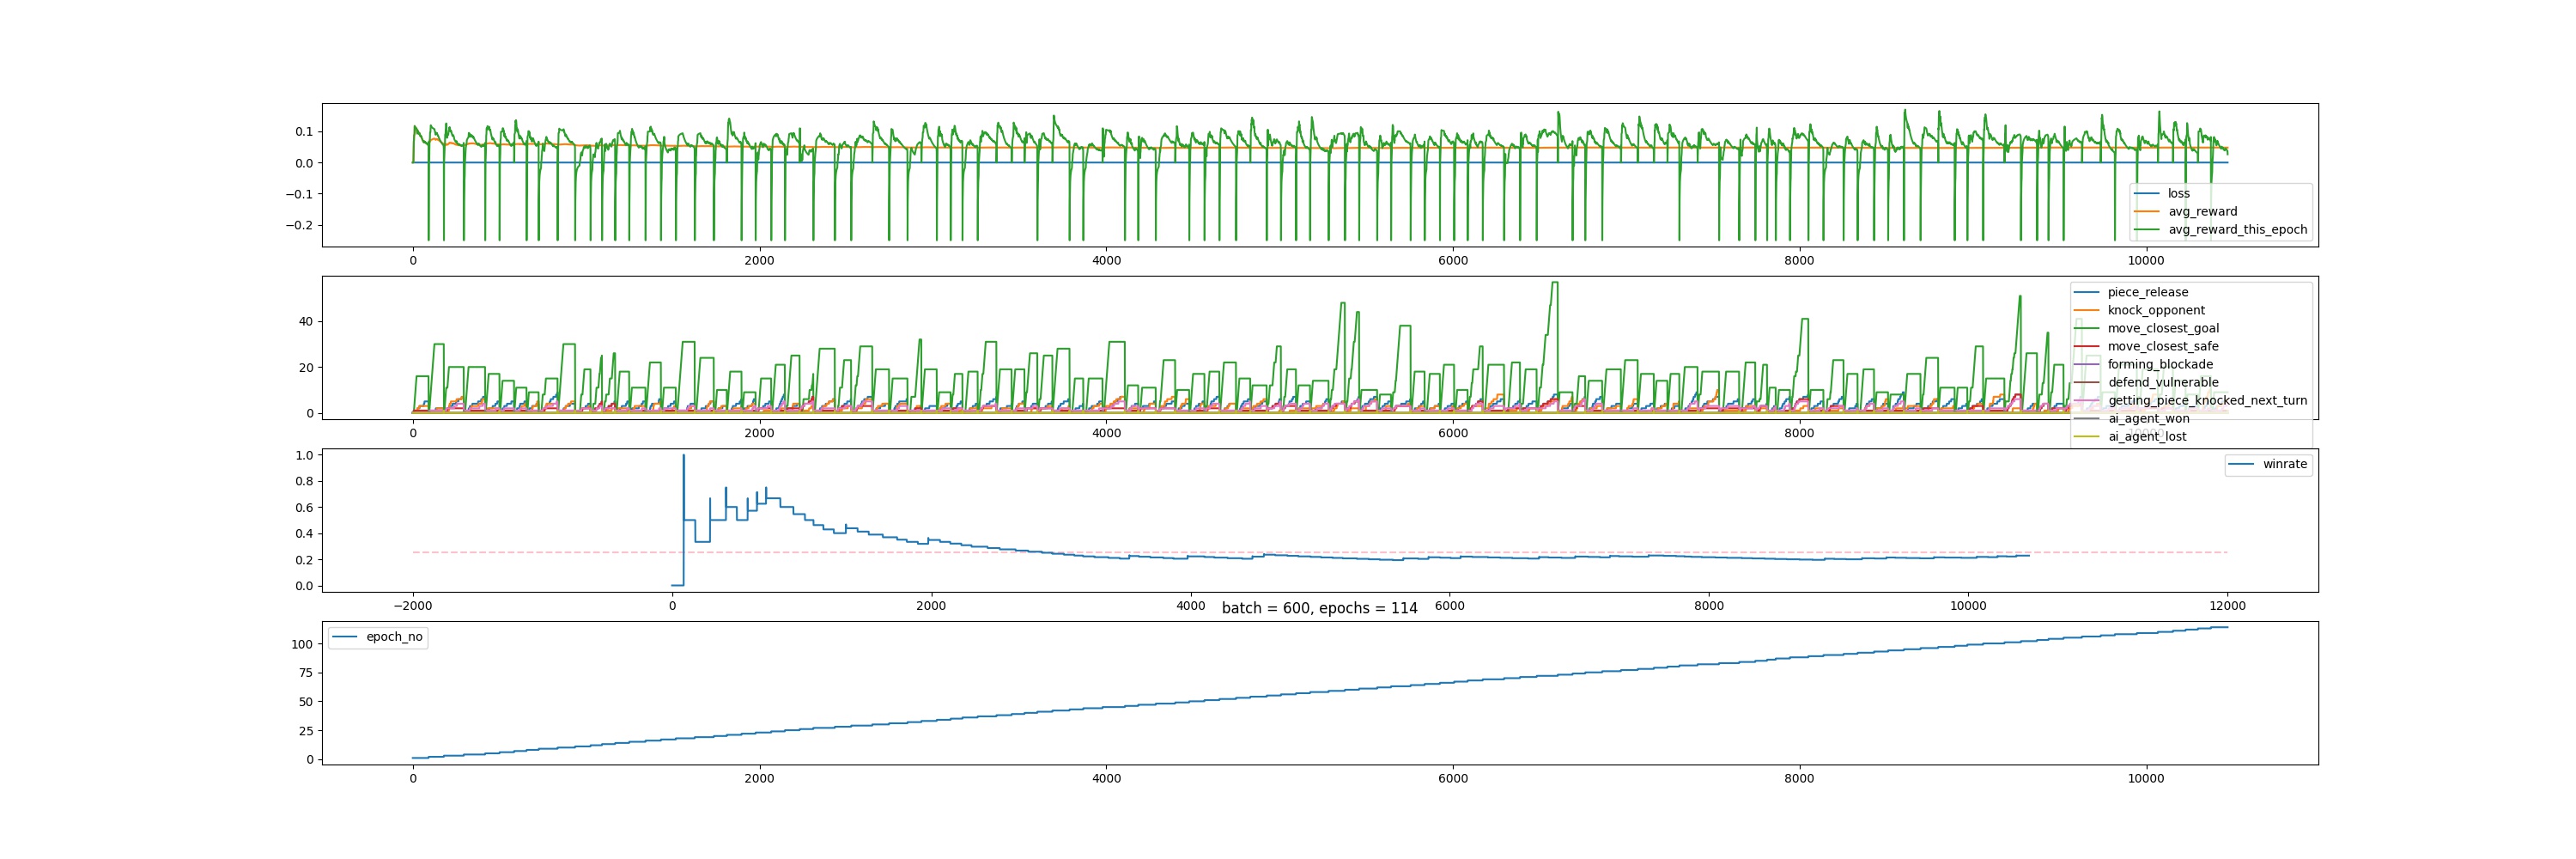 0.1
0.0
−0.1
−0.2
loss
avg_reward
avg_reward_this_epoch
0 2000 4000 6000 8000 10000
40
20
0
piece_release
knock_opponent
move_closest_goal
move_closest_safe
forming_blockade
defend_vulnerable
getting_piece_knocked_next_turn
ai_agent_won
ai_agent_lost
0 2000 4000 6000 8000 10000
1.0
0.8
0.6
0.4
0.2
0.0
winrate
−2000 0 2000 4000 6000 8000 10000 12000
batch = 600, epochs = 114
100
75
50
25
0
epoch_no
0 2000 4000 6000 8000 10000